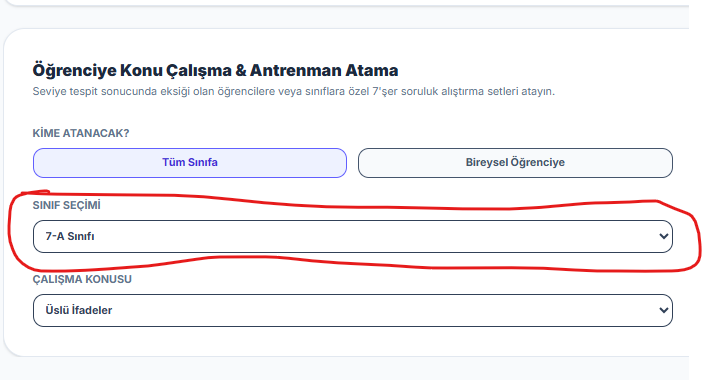 Öğrenciye Konu Çalışma & Antrenman Atama
Seviye tespit sonucunda eksiği olan öğrencilere veya sınıflara özel 7'şer soruluk alıştırma setleri atayın.
KİME ATANACAK?
Tüm Sınıfa
Bireysel Öğrenciye
SINIF SEÇİMİ
7-A Sınıfı
ÇALIŞMA KONUSU
Üslü İfadeler